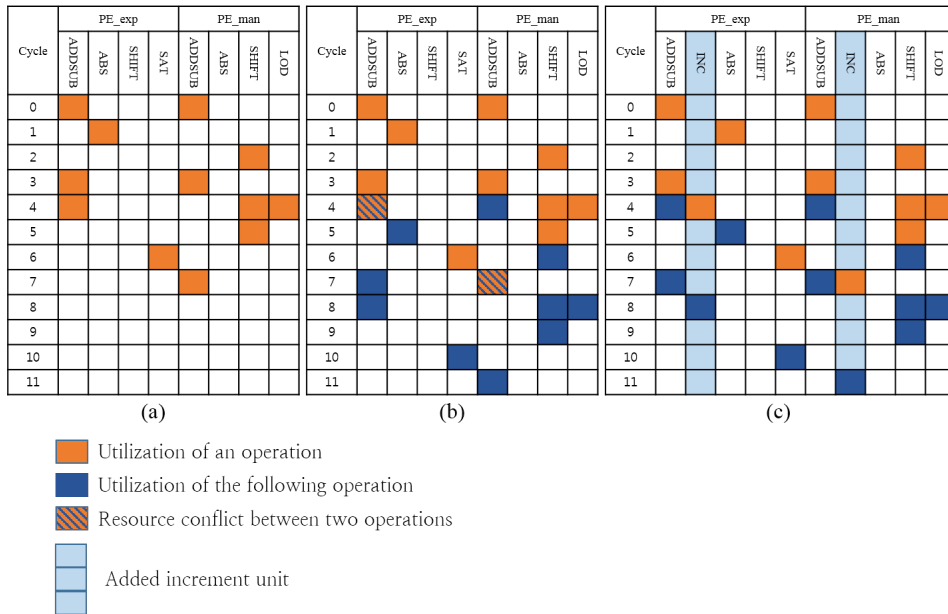 PE_exp PE_man
Cycle ADDSUB ABS SHIFT SAT ADDSUB ABS SHIFT LOD
0
1
2
3
4
5
6
7
8
9
10
11
(a)
PE_exp PE_man
Cycle ADDSUB ABS SHIFT SAT ADDSUB ABS SHIFT LOD
0
1
2
3
4
5
6
7
8
9
10
11
(b)
PE_exp PE_man
Cycle ADDSUB INC ABS SHIFT SAT ADDSUB INC ABS SHIFT LOD
0
1
2
3
4
5
6
7
8
9
10
11
(c)
Utilization of an operation
Utilization of the following operation
Resource conflict between two operations
Added increment unit